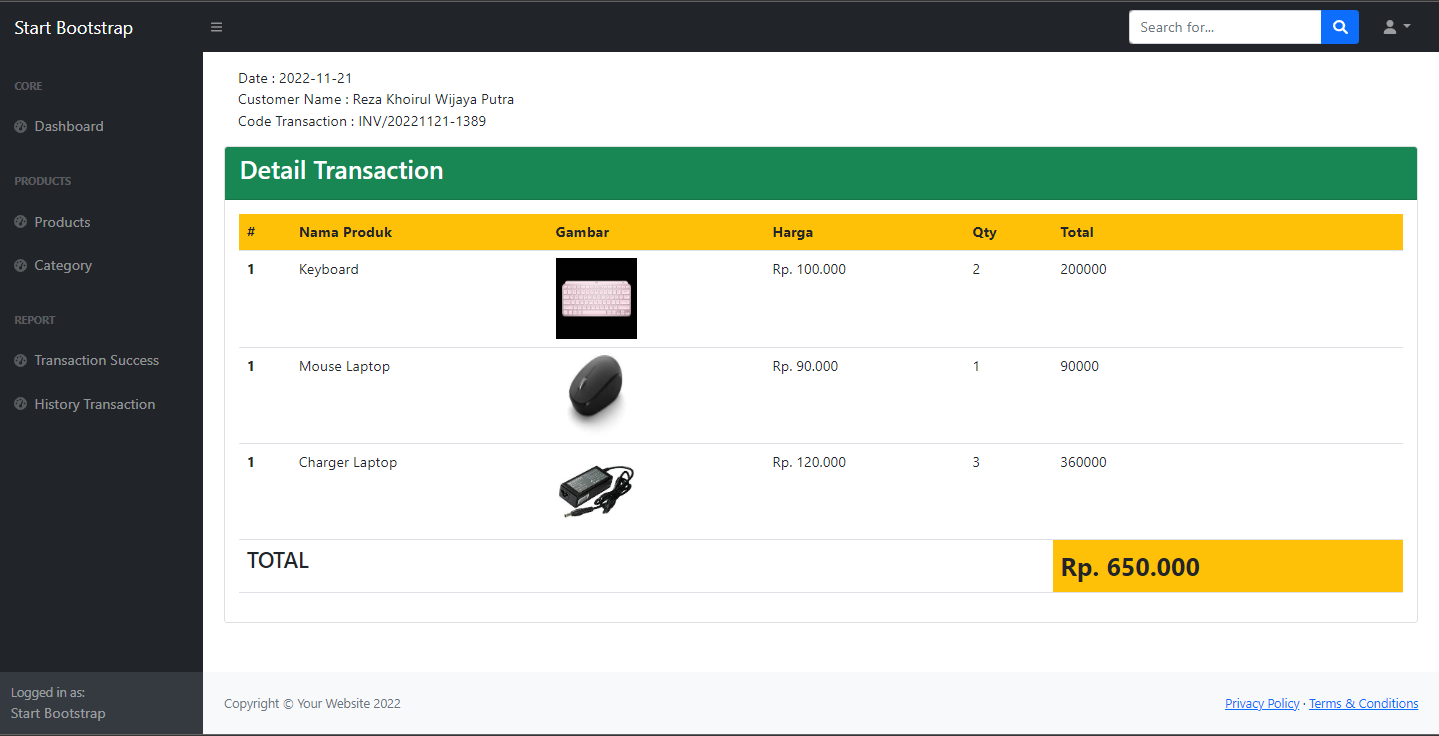 Start Bootstrap
Search for...
CORE
Dashboard
PRODUCTS
Products
Category
REPORT
Transaction Success
History Transaction
Logged in as:
Start Bootstrap
Date : 2022-11-21
Customer Name : Reza Khoirul Wijaya Putra
Code Transaction : INV/20221121-1389
Detail Transaction
# Nama Produk Gambar Harga Qty Total
1 Keyboard Rp. 100.000 2 200000
1 Mouse Laptop Rp. 90.000 1 90000
1 Charger Laptop Rp. 120.000 3 360000
TOTAL Rp. 650.000
Copyright © Your Website 2022 Privacy Policy · Terms & Conditions